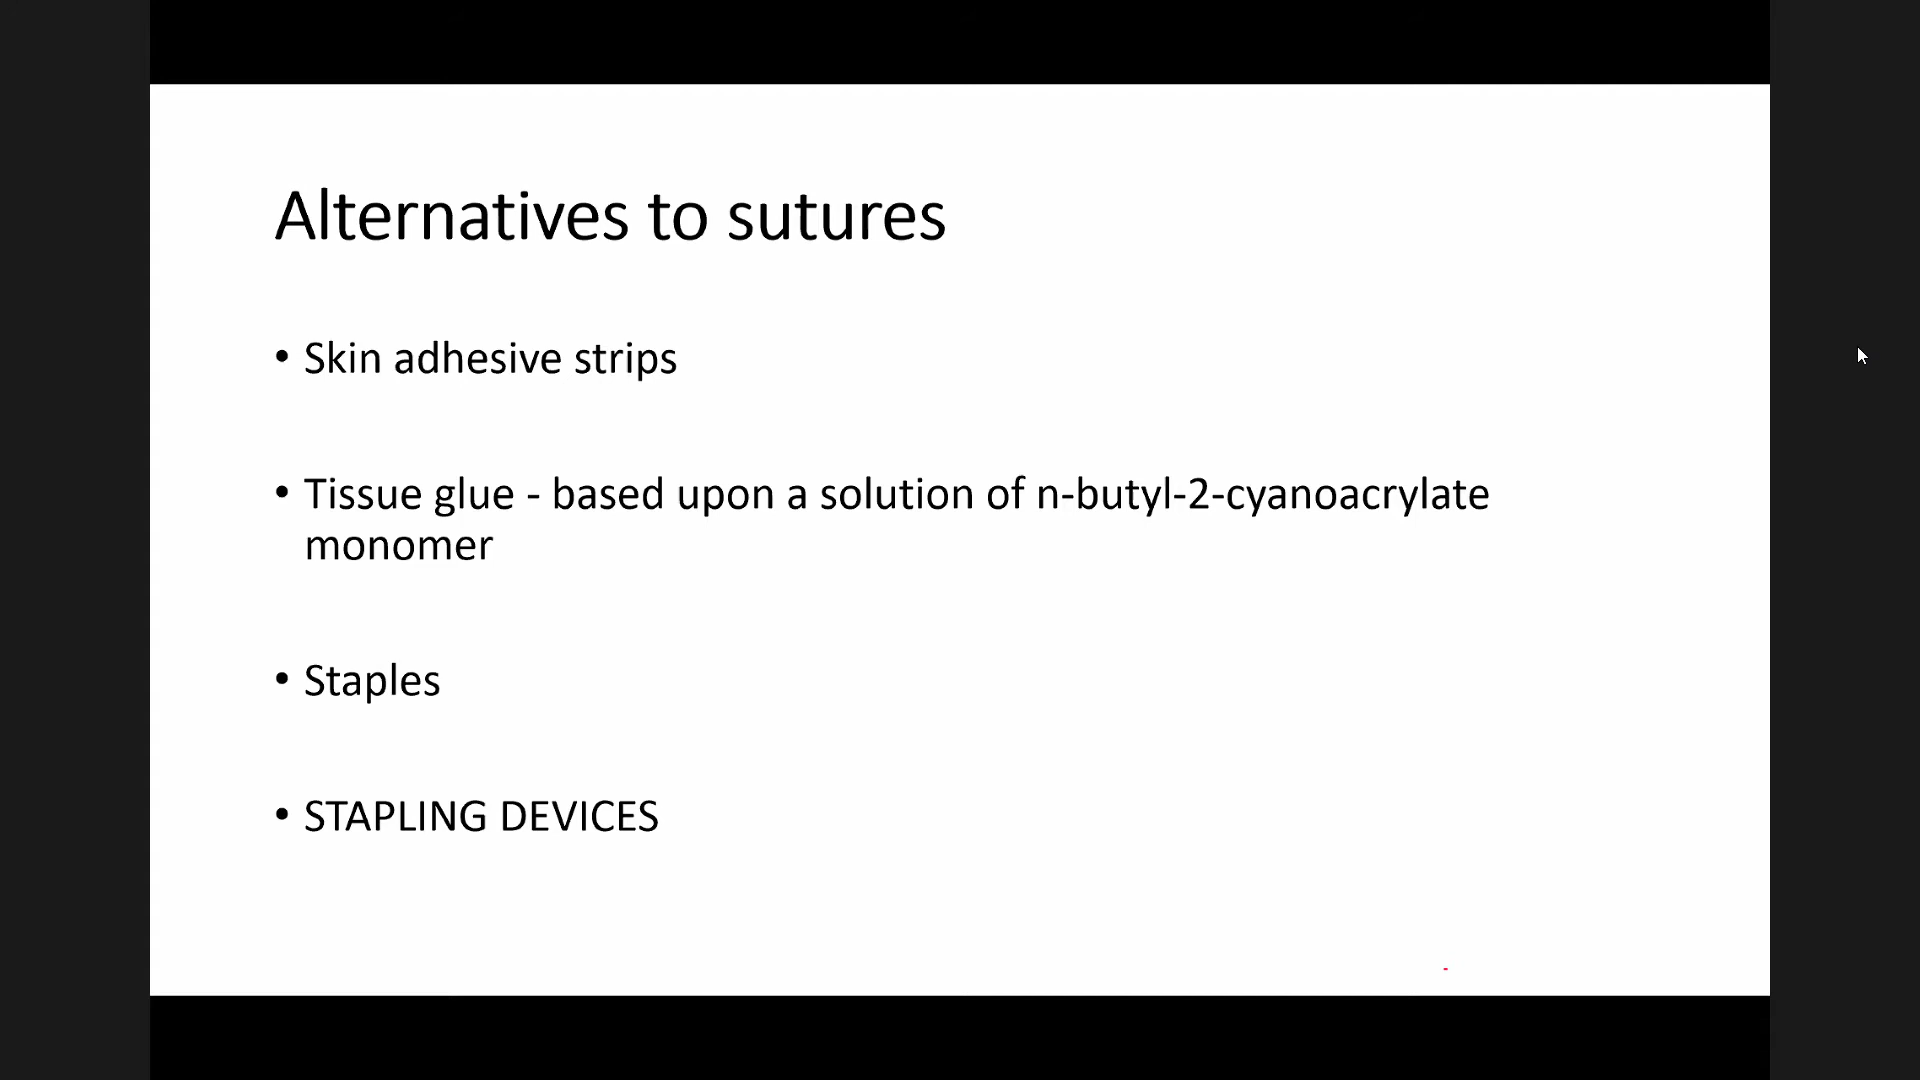 Alternatives to sutures
• Skin adhesive strips
• Tissue glue - based upon a solution of n-butyl-2-cyanoacrylate
monomer
• Staples
• STAPLING DEVICES